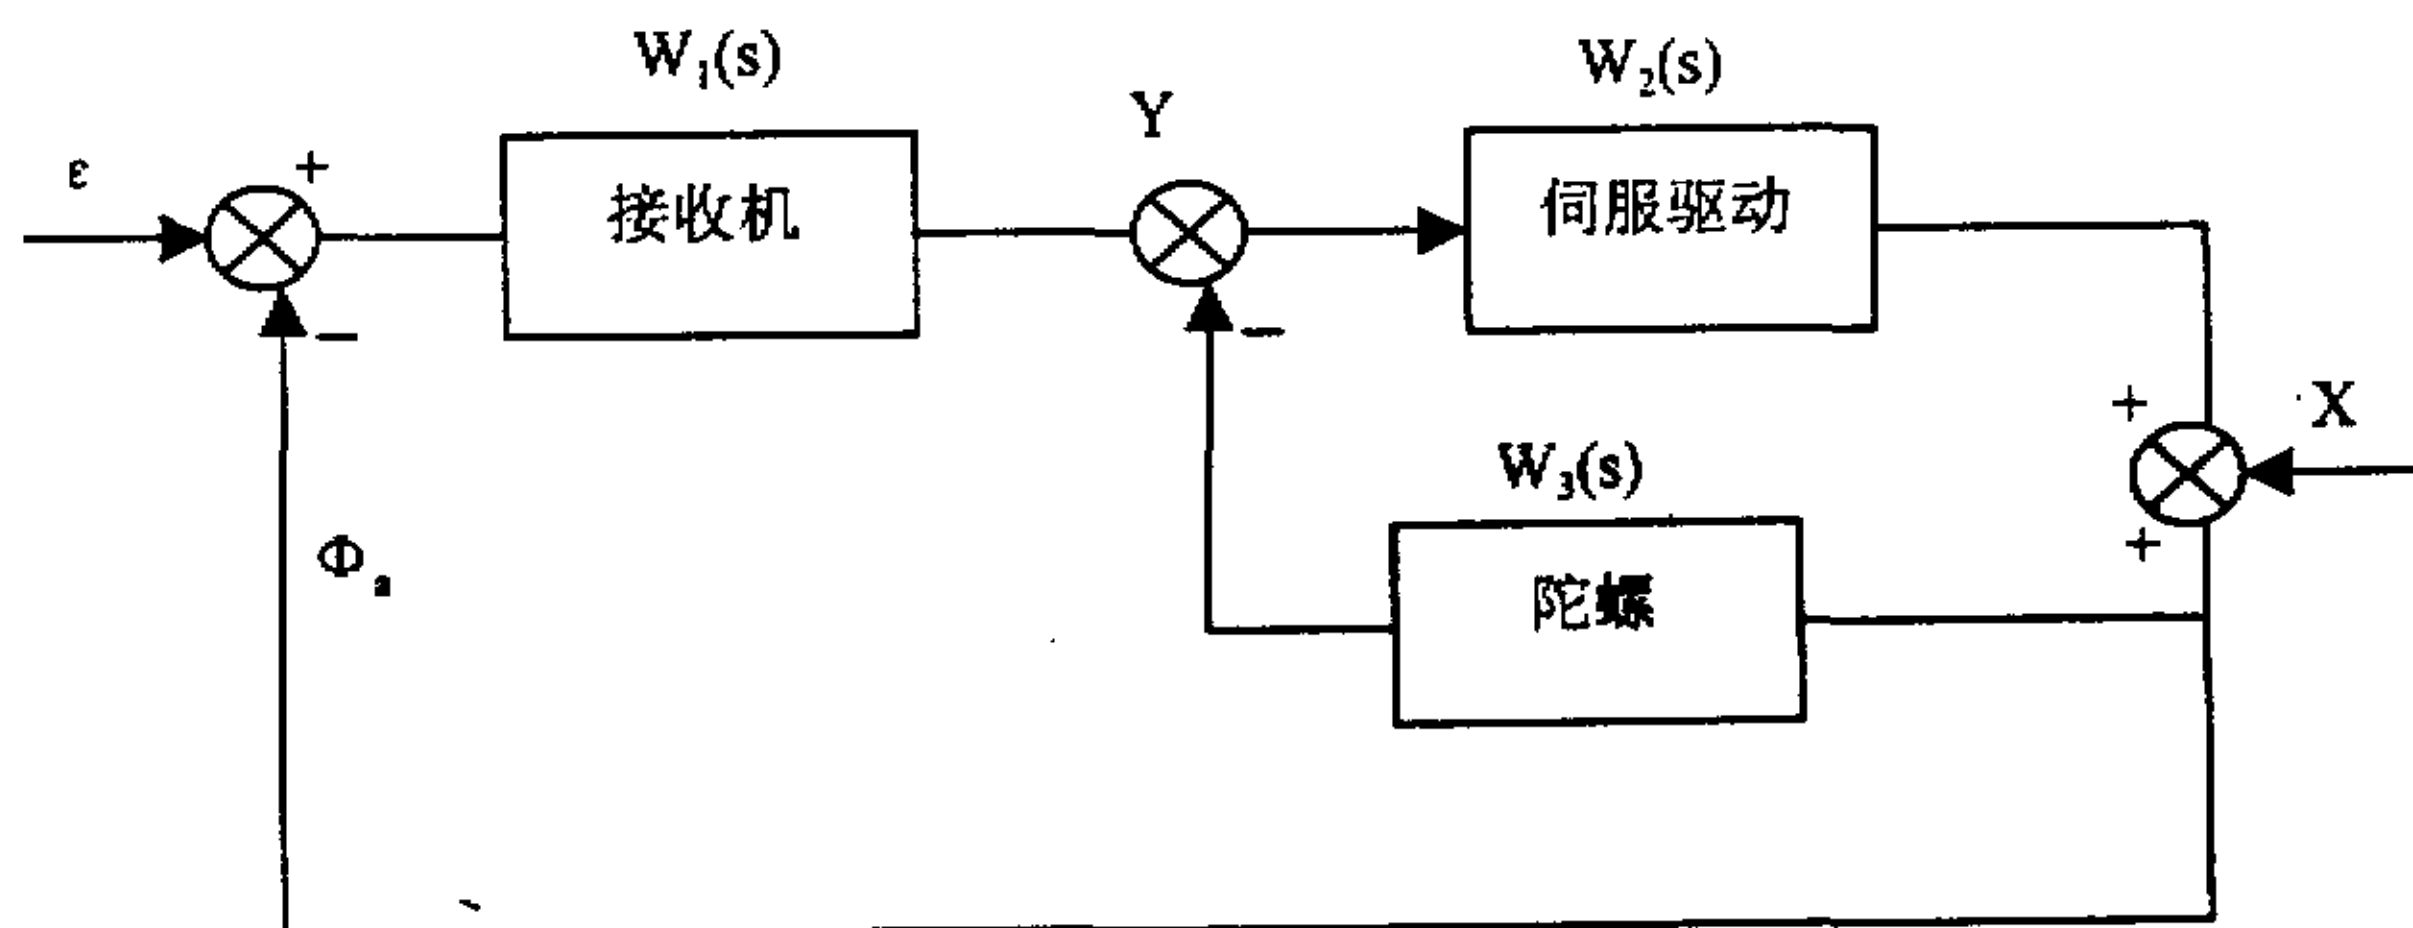 W₁(s)
W₂(s)
Y
ε
+
接收机
伺服驱动
−
−
+
X
W₃(s)
+
Φₐ
陀螺